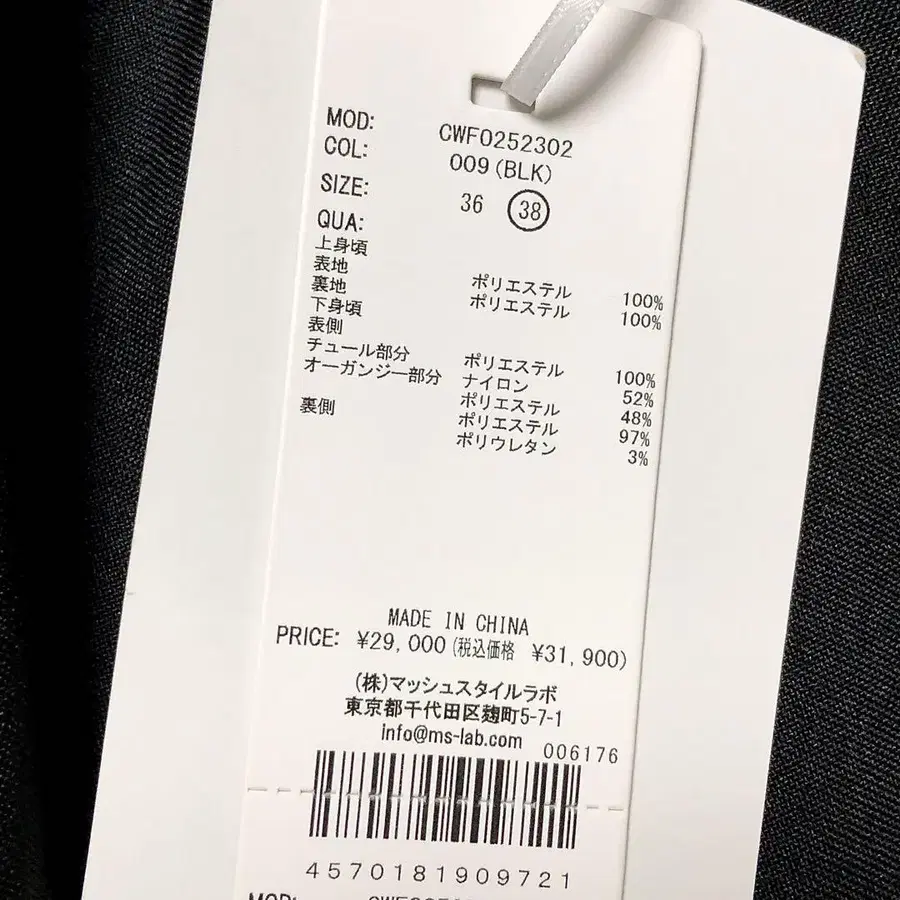 MOD: CWF0252302
COL: 009(BLK)
SIZE: 36 38
QUA:
上身頃
表地 ポリエステル 100%
裏地 ポリエステル 100%
下身頃
表側
チュール部分 ポリエステル 100%
オーガンジー部分 ナイロン 52%
ポリエステル 48%
裏側 ポリエステル 97%
ポリウレタン 3%
MADE IN CHINA
PRICE: ¥29,000(税込価格 ¥31,900)
(株)マッシュスタイルラボ
東京都千代田区麹町5-7-1
info@ms-lab.com
006176
4570181909721